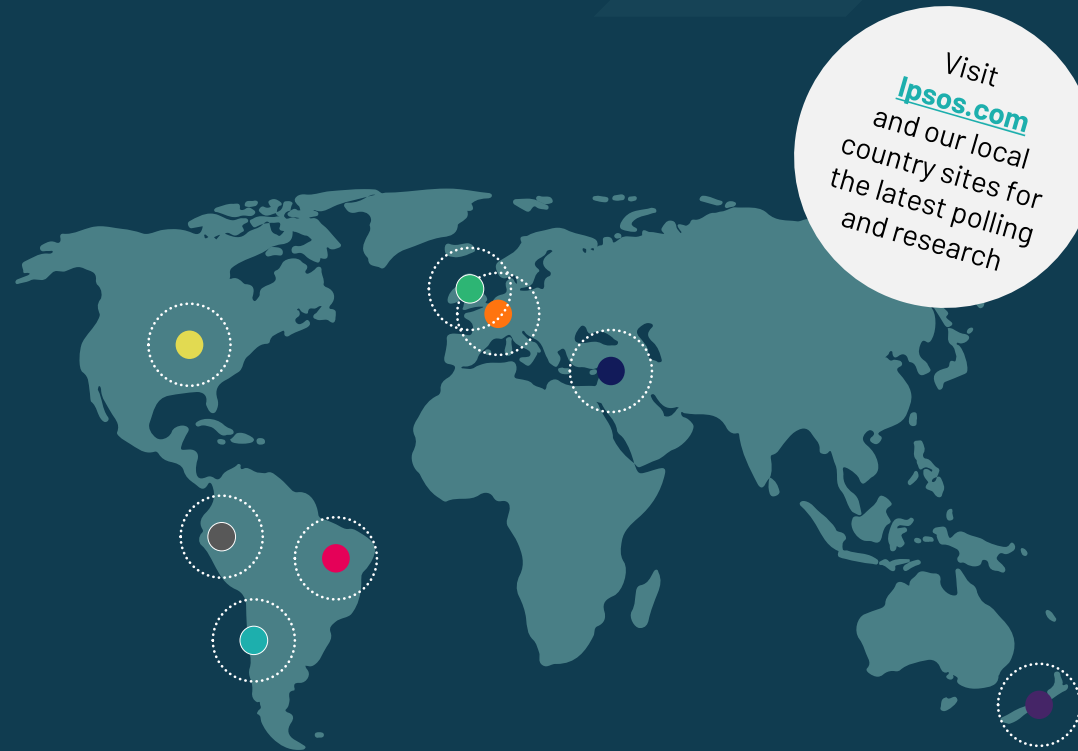 Visit
Ipsos.com
and our local
country sites for
the latest polling
and research